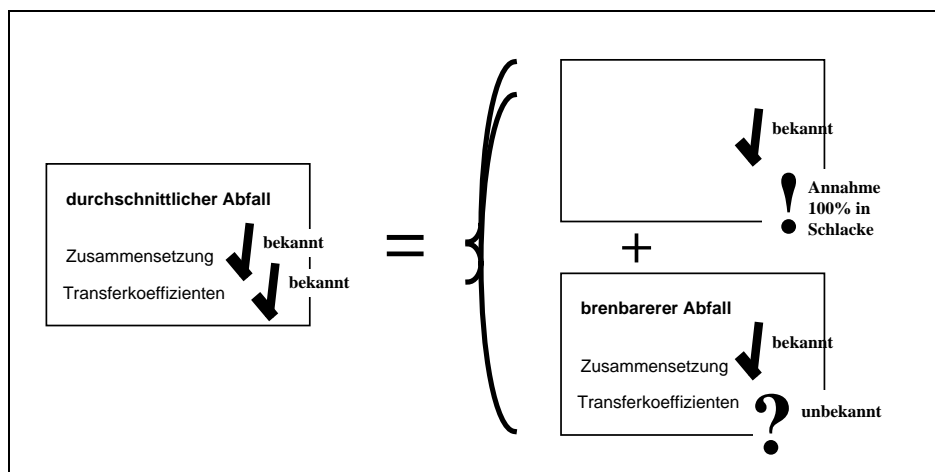 durchschnittlicher Abfall
Zusammensetzung
bekannt
Transferkoeffizienten
bekannt
=
bekannt
!
Annahme
100% in
Schlacke
+
brenbarerer Abfall
Zusammensetzung
bekannt
Transferkoeffizienten
?
unbekannt